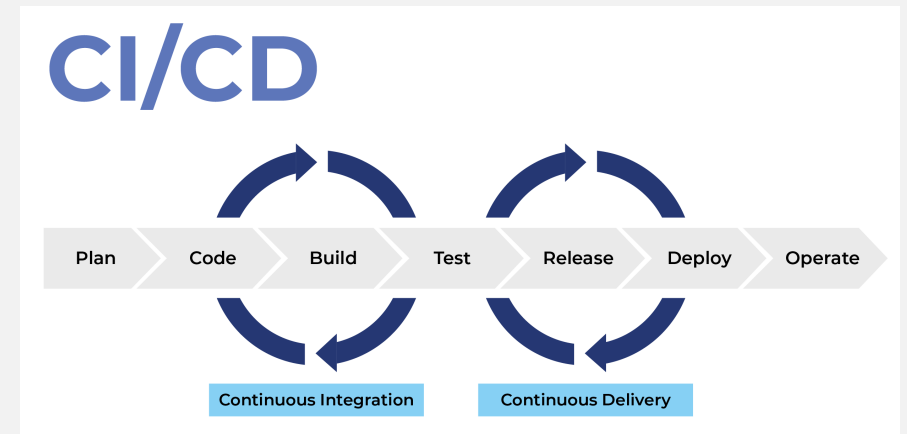 CI/CD
Plan Code Build Test Release Deploy Operate
Continuous Integration Continuous Delivery